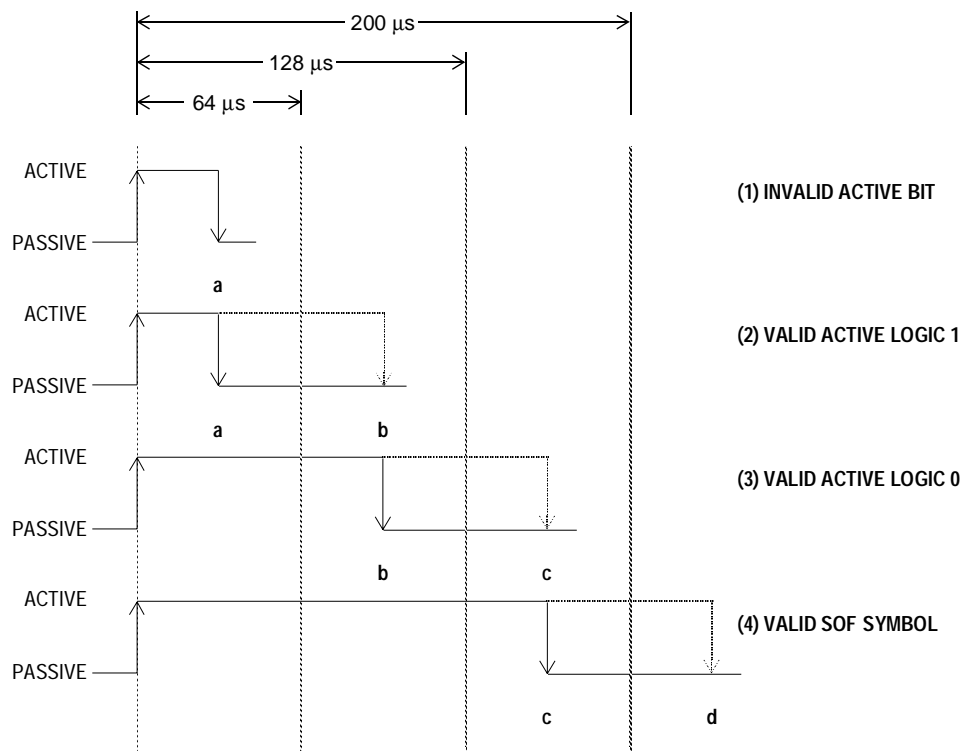 200 μs
128 μs
64 μs
ACTIVE
(1) INVALID ACTIVE BIT
PASSIVE
a
ACTIVE
(2) VALID ACTIVE LOGIC 1
PASSIVE
a b
ACTIVE
(3) VALID ACTIVE LOGIC 0
PASSIVE
b c
ACTIVE
(4) VALID SOF SYMBOL
PASSIVE
c d